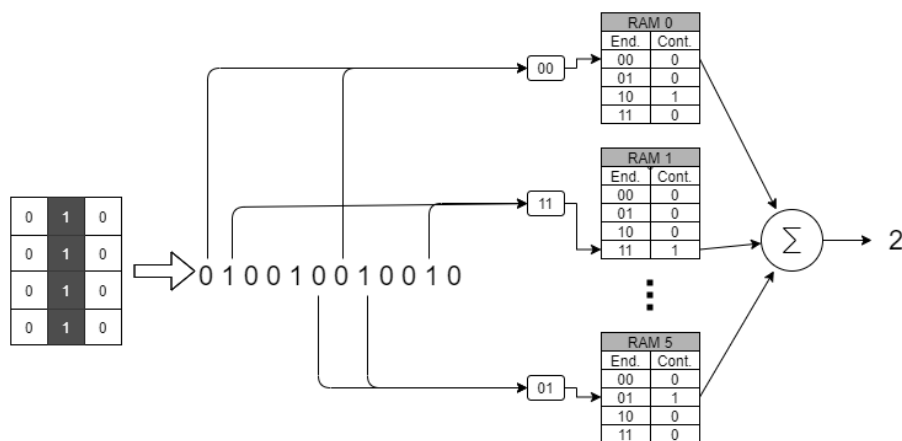 RAM 0
End. Cont.
00 0
01 0
10 1
11 0
00
RAM 1
End. Cont.
00 0
01 0
10 0
11 1
11
0 1 0
0 1 0
0 1 0
0 1 0
0 1 0 0 1 0 0 1 0 0 1 0
Σ
2
RAM 5
End. Cont.
00 0
01 1
10 0
11 0
01